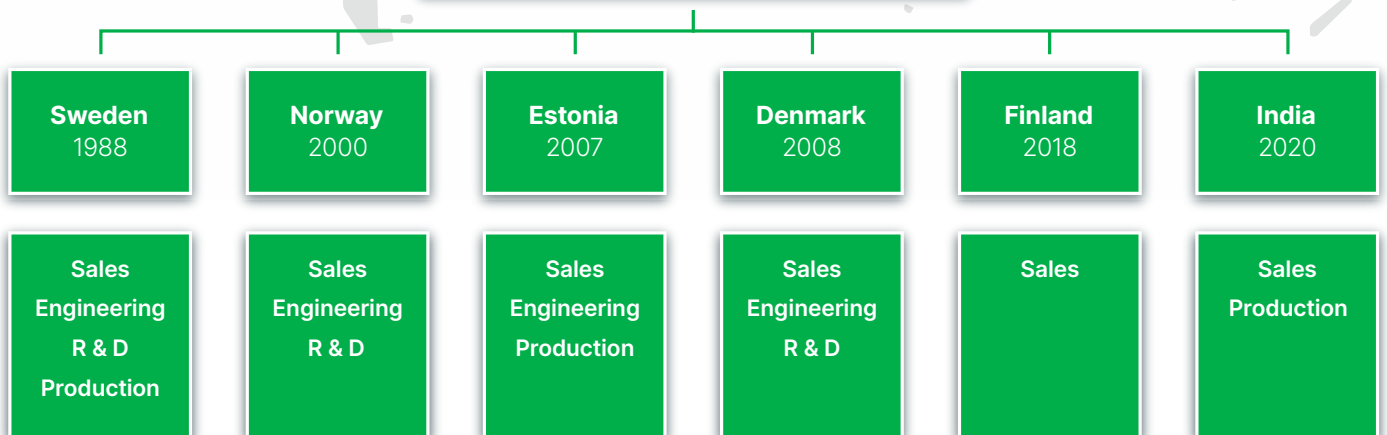 Sweden
1988
Norway
2000
Estonia
2007
Denmark
2008
Finland
2018
India
2020
Sales
Engineering
R & D
Production
Sales
Engineering
R & D
Sales
Engineering
Production
Sales
Engineering
R & D
Sales
Sales
Production